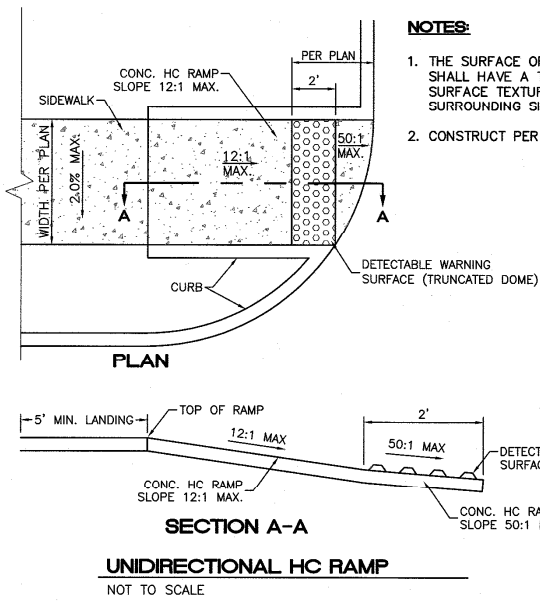 NOTES:
1. THE SURFACE OF
SHALL HAVE A
SURFACE
SURROUNDING
2. CONSTRUCT PER
PER PLAN
2'
CONC. HC RAMP
SLOPE 12:1 MAX.
SIDEWALK
WIDTH PER PLAN
2.0% MAX.
12:1
MAX.
50:1
MAX.
A
A
DETECTABLE WARNING
SURFACE (TRUNCATED DOME)
CURB
PLAN
5' MIN. LANDING
TOP OF RAMP
12:1 MAX
2'
50:1 MAX
CONC. HC RAMP
SLOPE 12:1 MAX.
CONC. HC
SLOPE 50:1
SECTION A-A
UNIDIRECTIONAL HC RAMP
NOT TO SCALE